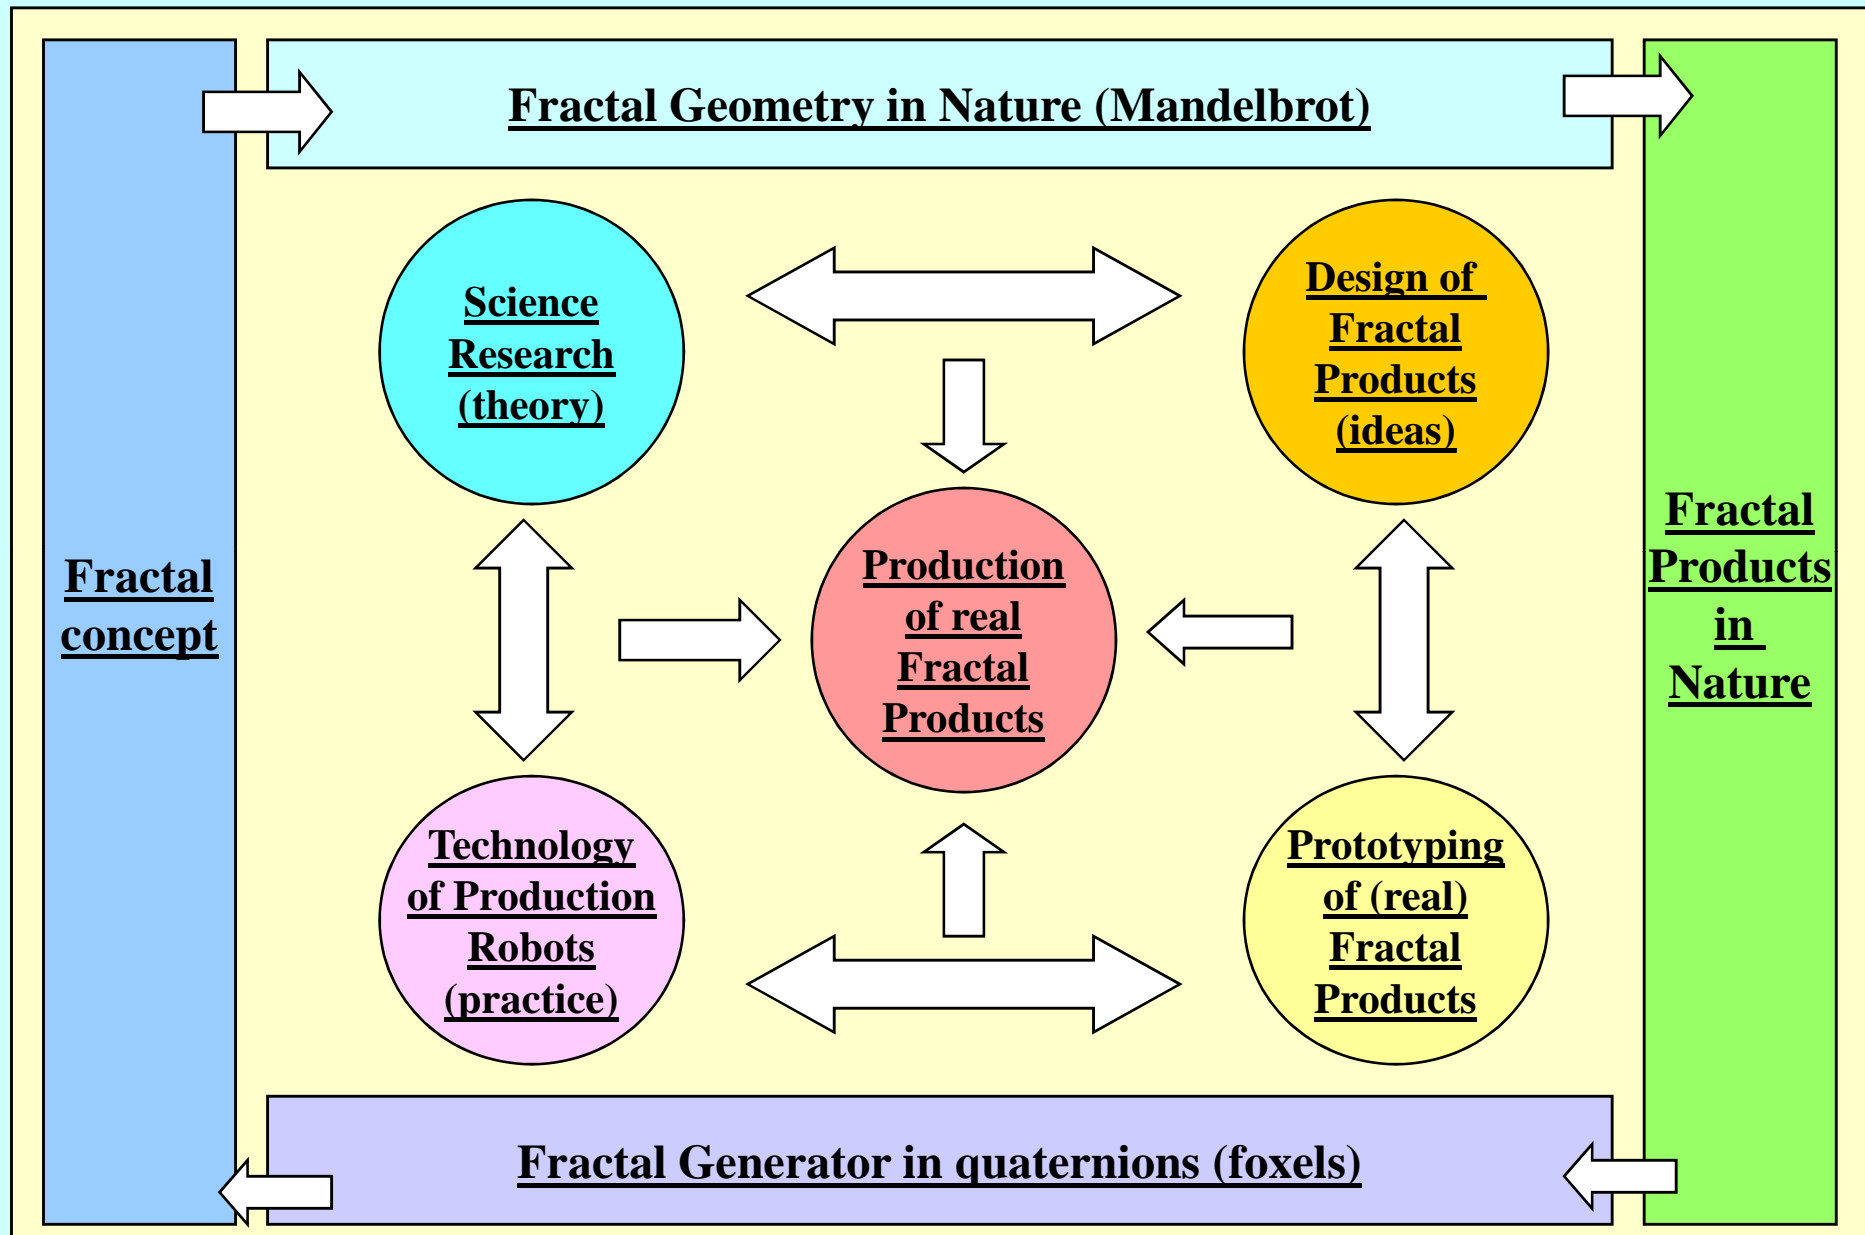 Fractal Geometry in Nature (Mandelbrot)
Science
Research
(theory)
Design of
Fractal
Products
(ideas)
Fractal
concept
Production
of real
Fractal
Products
Fractal
Products
in
Nature
Technology
of Production
Robots
(practice)
Prototyping
of (real)
Fractal
Products
Fractal Generator in quaternions (foxels)